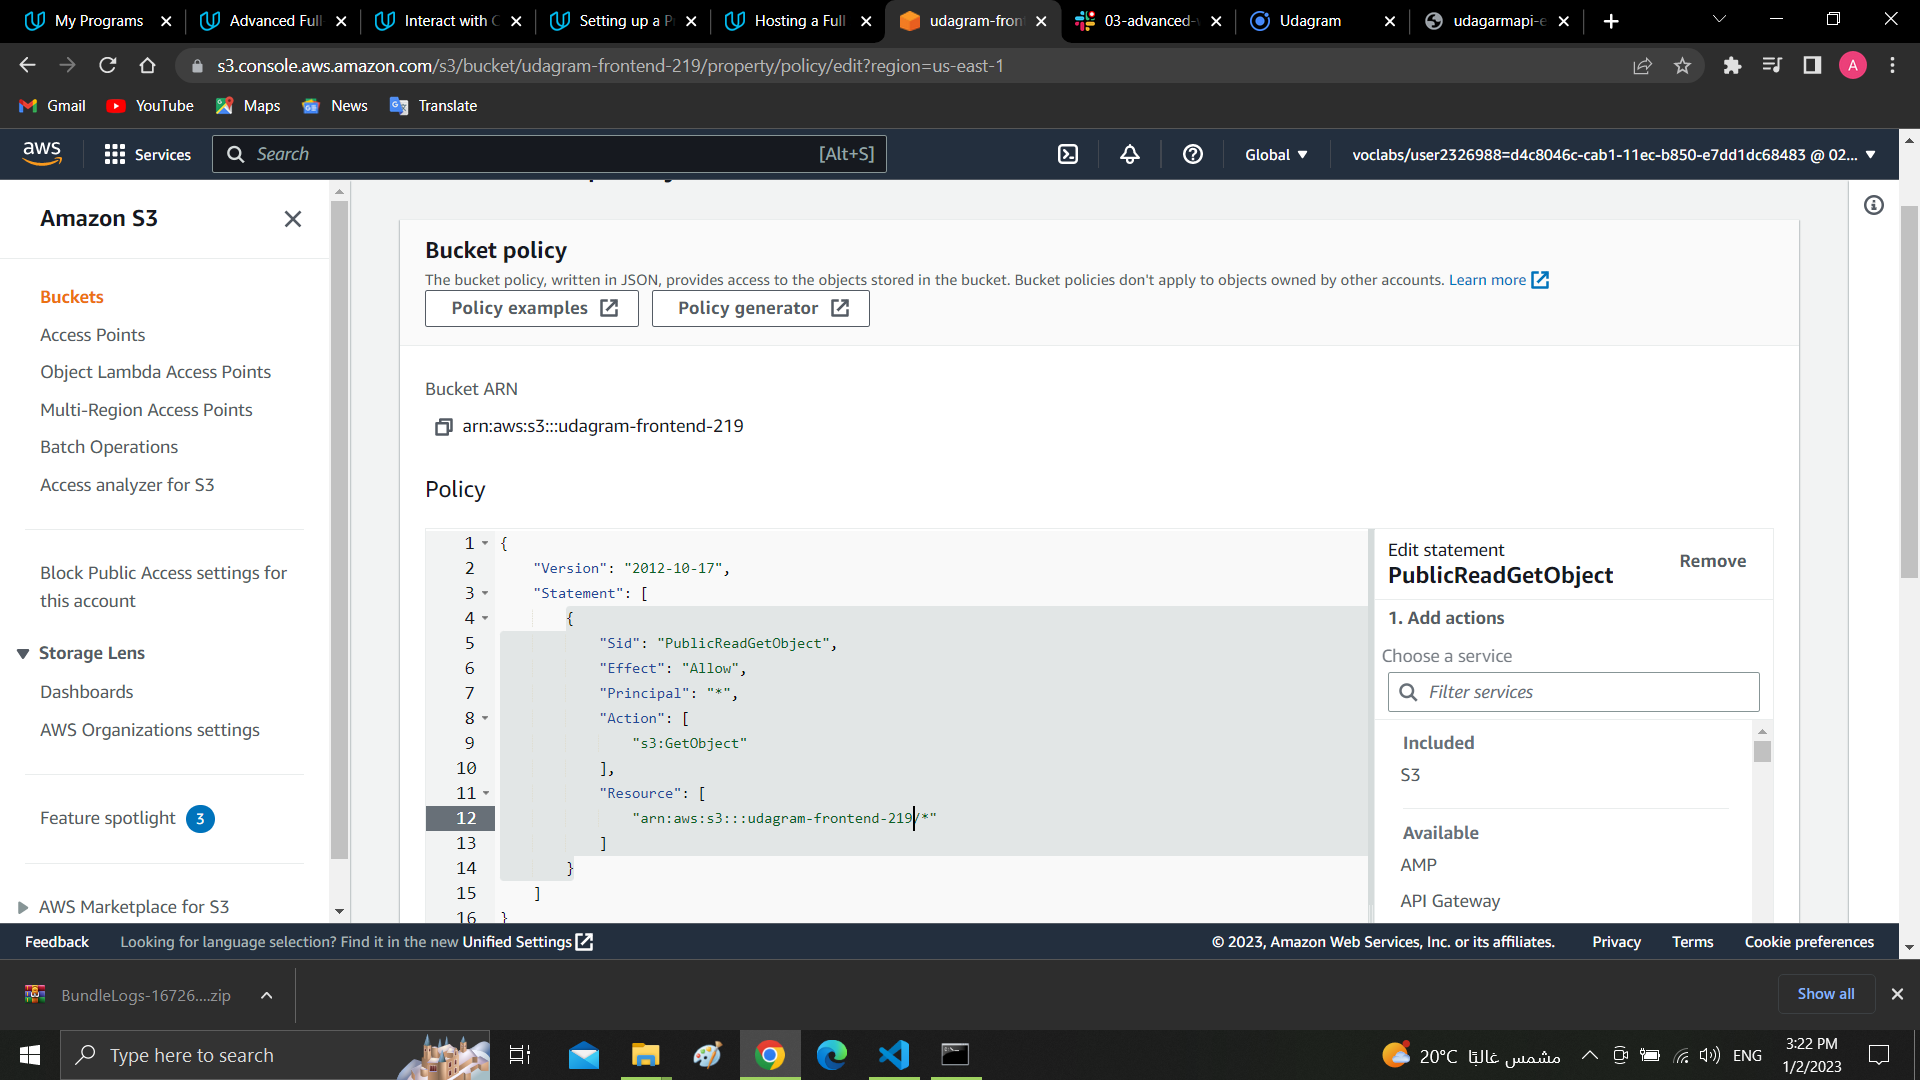 My Programs
Advanced Full
Interact with C
Setting up a P
Hosting a Full
udagram-fron
03-advanced-
Udagram
udagarmapi-e
s3.console.aws.amazon.com/s3/bucket/udagram-frontend-219/property/policy/edit?region=us-east-1
A
Gmail
YouTube
Maps
News
Translate
aws
Services
Search
[Alt+S]
Global
voclabs/user2326988=d4c8046c-cab1-11ec-b850-e7dd1dc68483 @ 02...
Amazon S3
Buckets
Access Points
Object Lambda Access Points
Multi-Region Access Points
Batch Operations
Access analyzer for S3
Block Public Access settings for
this account
Storage Lens
Dashboards
AWS Organizations settings
Feature spotlight 3
AWS Marketplace for S3
Bucket policy
The bucket policy, written in JSON, provides access to the objects stored in the bucket. Bucket policies don't apply to objects owned by other accounts. Learn more
Policy examples
Policy generator
Bucket ARN
arn:aws:s3:::udagram-frontend-219
Policy
1 {
2 "Version": "2012-10-17",
3 "Statement": [
4 {
5 "Sid": "PublicReadGetObject",
6 "Effect": "Allow",
7 "Principal": "*",
8 "Action": [
9 "s3:GetObject"
10 ],
11 "Resource": [
12 "arn:aws:s3:::udagram-frontend-219/*"
13 ]
14 }
15 ]
16 }
Edit statement
PublicReadGetObject
Remove
1. Add actions
Choose a service
Filter services
Included
S3
Available
AMP
API Gateway
Feedback
Looking for language selection? Find it in the new Unified Settings
© 2023, Amazon Web Services, Inc. or its affiliates.
Privacy
Terms
Cookie preferences
BundleLogs-16726....zip
Show all
Type here to search
20°C مشمس غالبًا
ENG
3:22 PM
1/2/2023